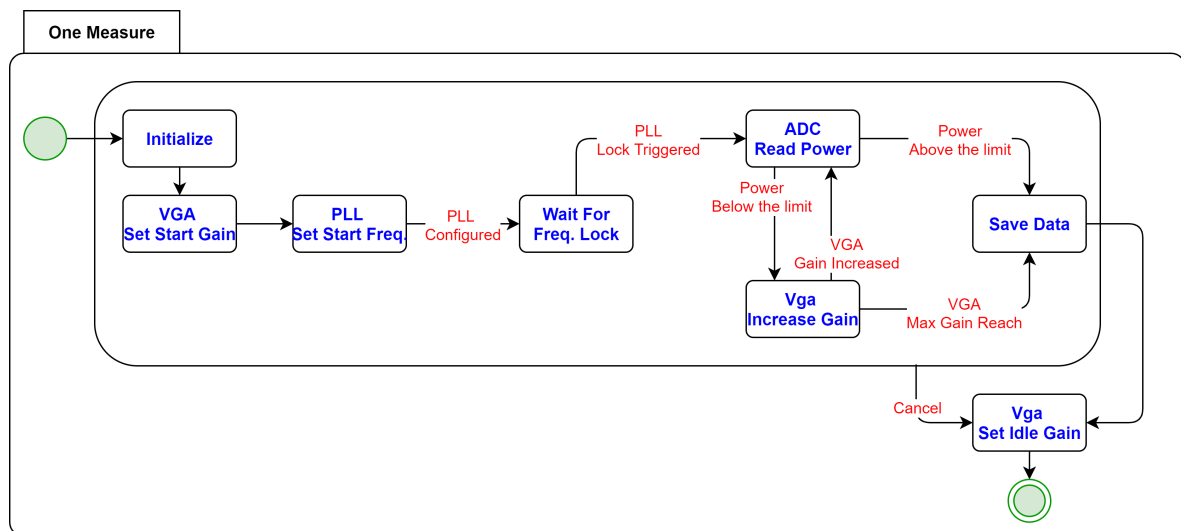 One Measure
Initialize
VGA
Set Start Gain
PLL
Set Start Freq.
PLL
Configured
Wait For
Freq. Lock
PLL
Lock Triggered
ADC
Read Power
Power
Above the limit
Power
Below the limit
VGA
Gain Increased
Vga
Increase Gain
VGA
Max Gain Reach
Save Data
Cancel
Vga
Set Idle Gain